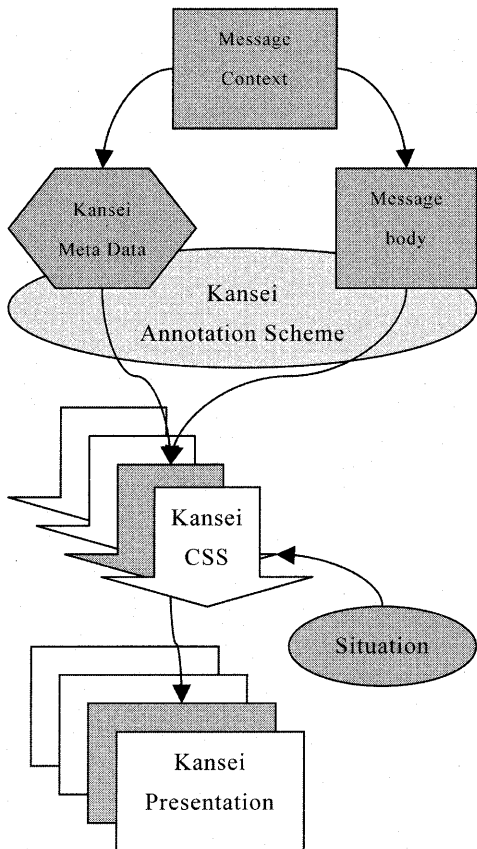 Message
Context
Kansei
Meta Data
Message
body
Kansei
Annotation Scheme
Kansei
CSS
Situation
Kansei
Presentation